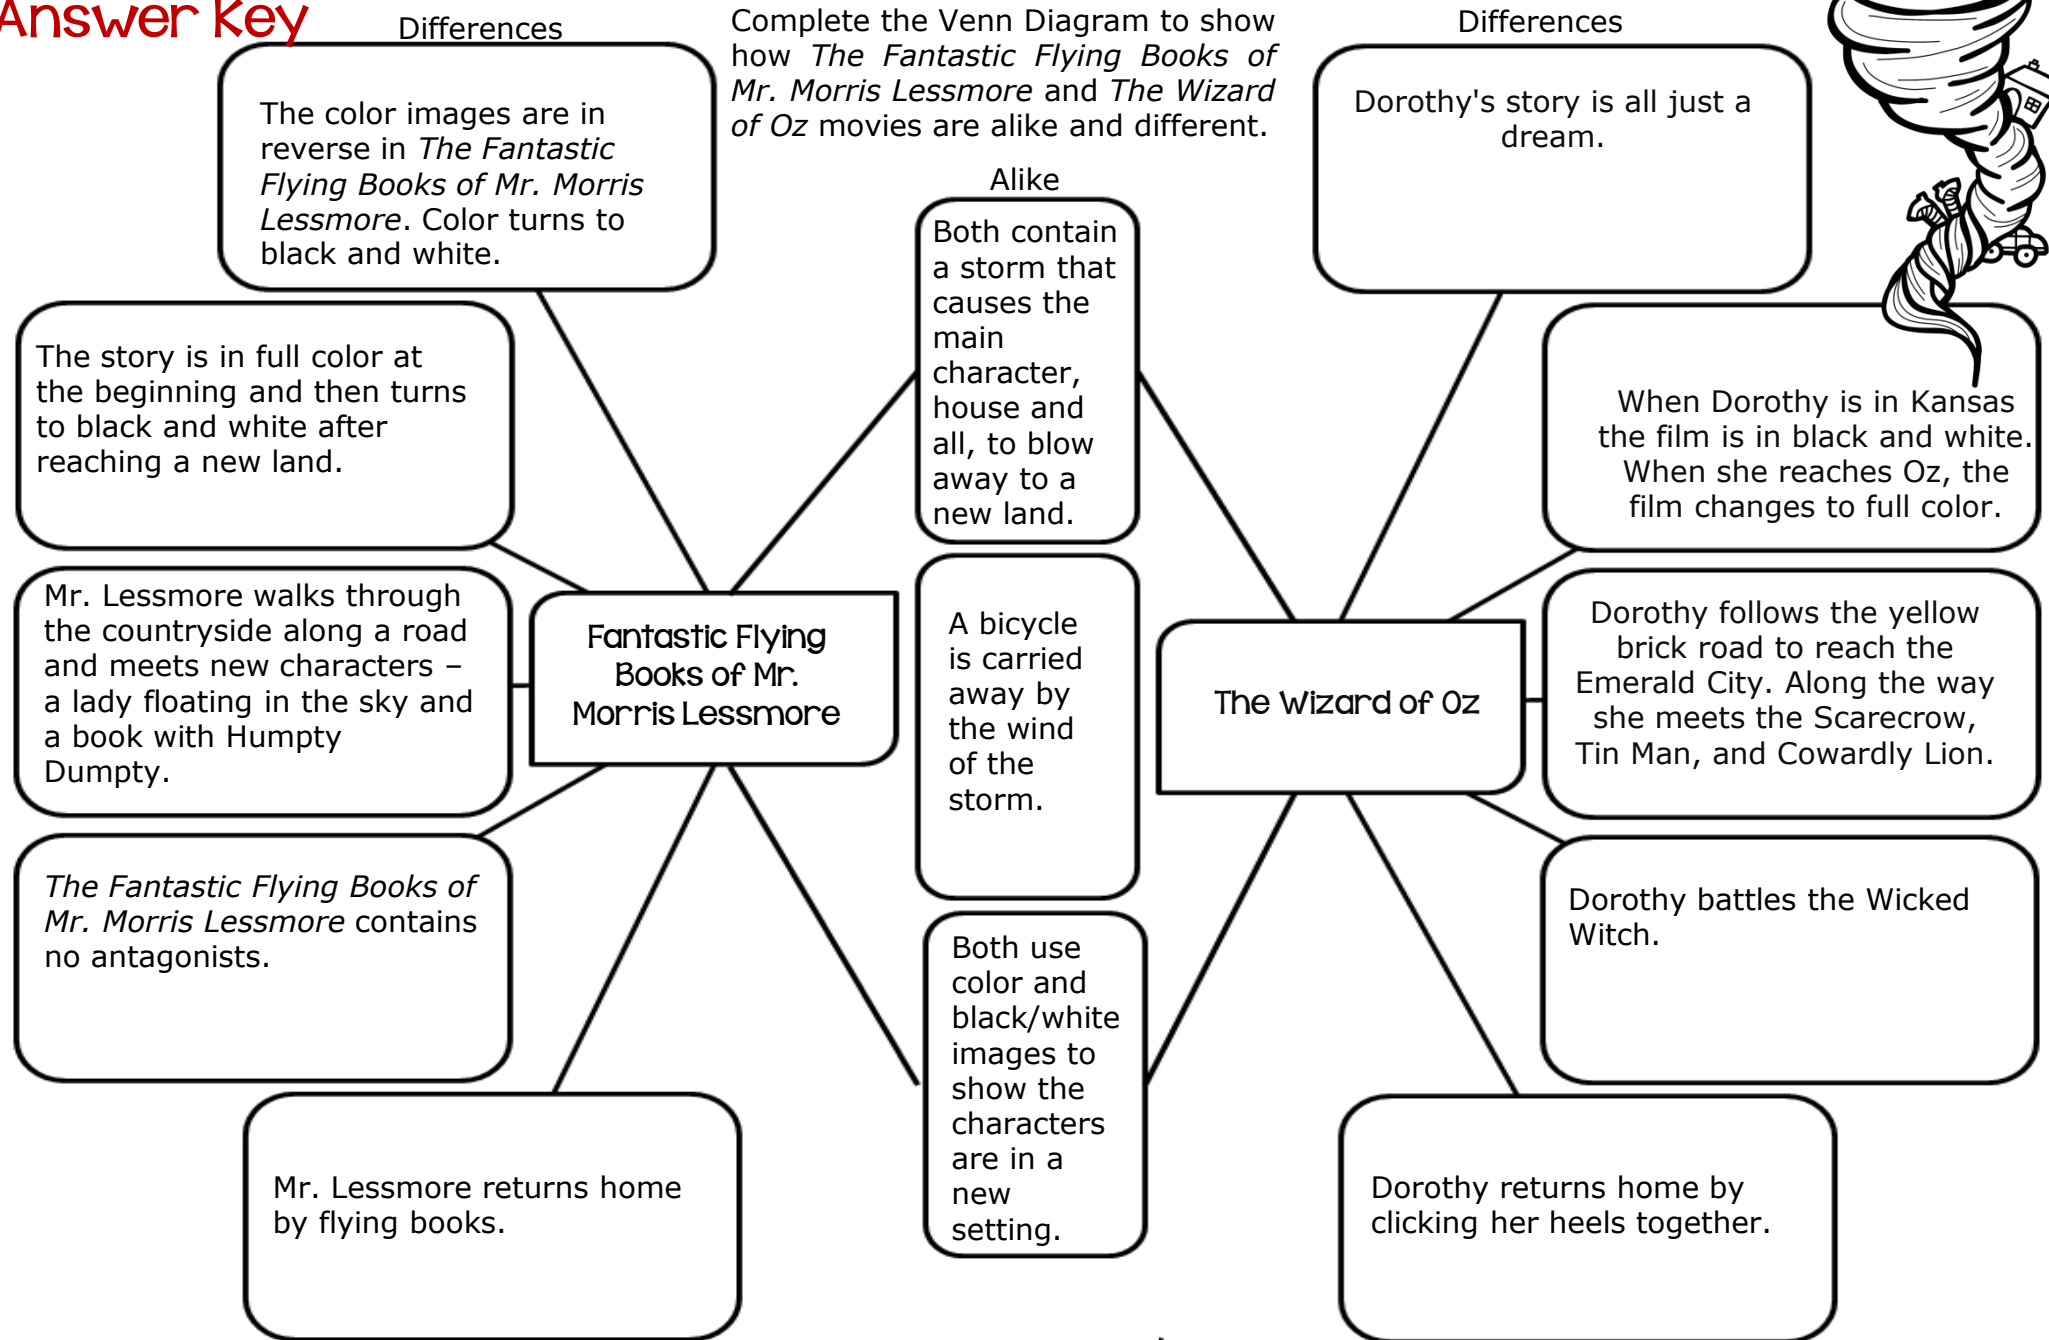 Answer Key
Differences
Complete the Venn Diagram to show
how The Fantastic Flying Books of
Mr. Morris Lessmore and The Wizard
of Oz movies are alike and different.
Differences
The color images are in
reverse in The Fantastic
Flying Books of Mr. Morris
Lessmore. Color turns to
black and white.
The story is in full color at
the beginning and then turns
to black and white after
reaching a new land.
Mr. Lessmore walks through
the countryside along a road
and meets new characters –
a lady floating in the sky and
a book with Humpty
Dumpty.
The Fantastic Flying Books of
Mr. Morris Lessmore contains
no antagonists.
Mr. Lessmore returns home
by flying books.
Fantastic Flying
Books of Mr.
Morris Lessmore
Alike
Both contain
a storm that
causes the
main
character,
house and
all, to blow
away to a
new land.
A bicycle
is carried
away by
the wind
of the
storm.
Both use
color and
black/white
images to
show the
characters
are in a
new
setting.
The Wizard of Oz
Dorothy's story is all just a
dream.
When Dorothy is in Kansas
the film is in black and white.
When she reaches Oz, the
film changes to full color.
Dorothy follows the yellow
brick road to reach the
Emerald City. Along the way
she meets the Scarecrow,
Tin Man, and Cowardly Lion.
Dorothy battles the Wicked
Witch.
Dorothy returns home by
clicking her heels together.